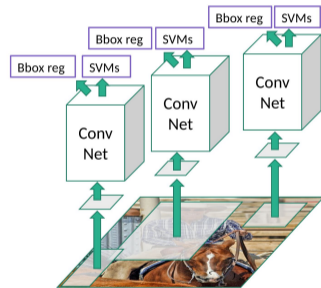 Bbox reg SVMs
Bbox reg SVMs
Bbox reg SVMs
Conv
Net
Conv
Net
Conv
Net